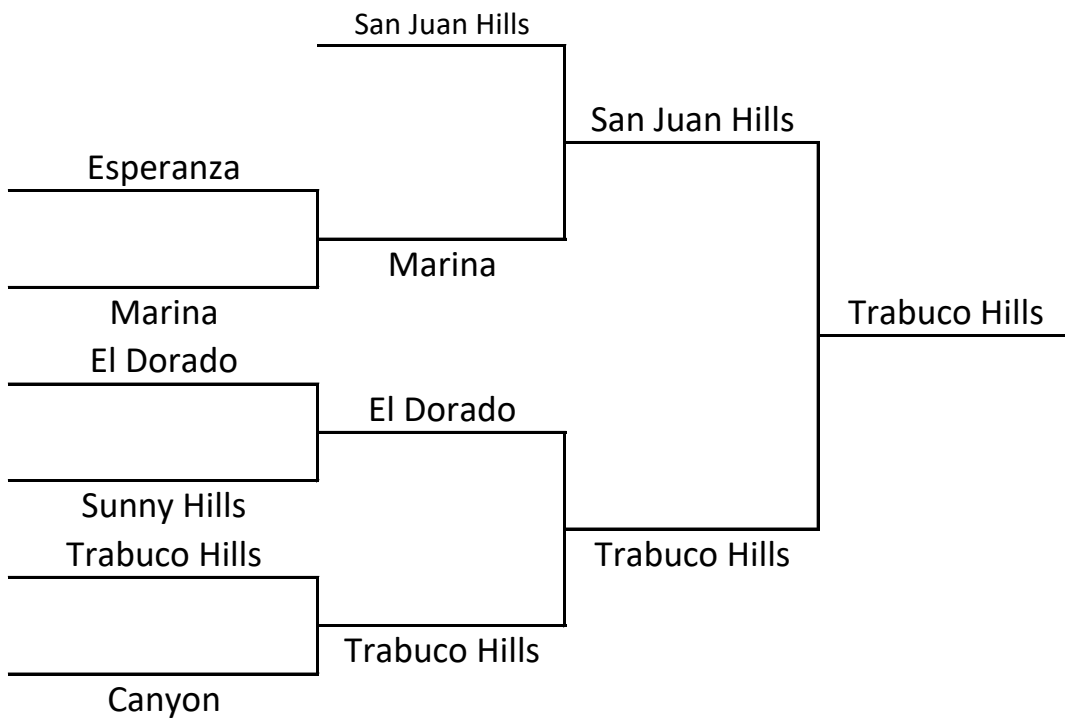 San Juan Hills
San Juan Hills
Esperanza
Marina
Marina
Trabuco Hills
El Dorado
El Dorado
Sunny Hills
Trabuco Hills
Trabuco Hills
Trabuco Hills
Canyon